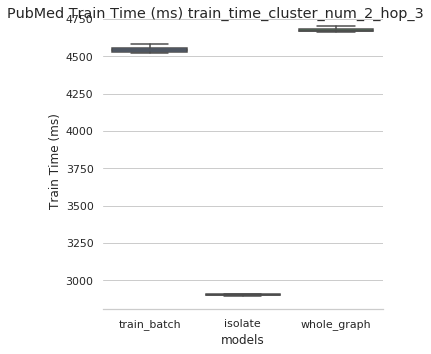 PubMed Train Time (ms) train_time_cluster_num_2_hop_3
4750
4500
4250
4000
3750
3500
3250
3000
Train Time (ms)
train_batch
isolate
whole_graph
models